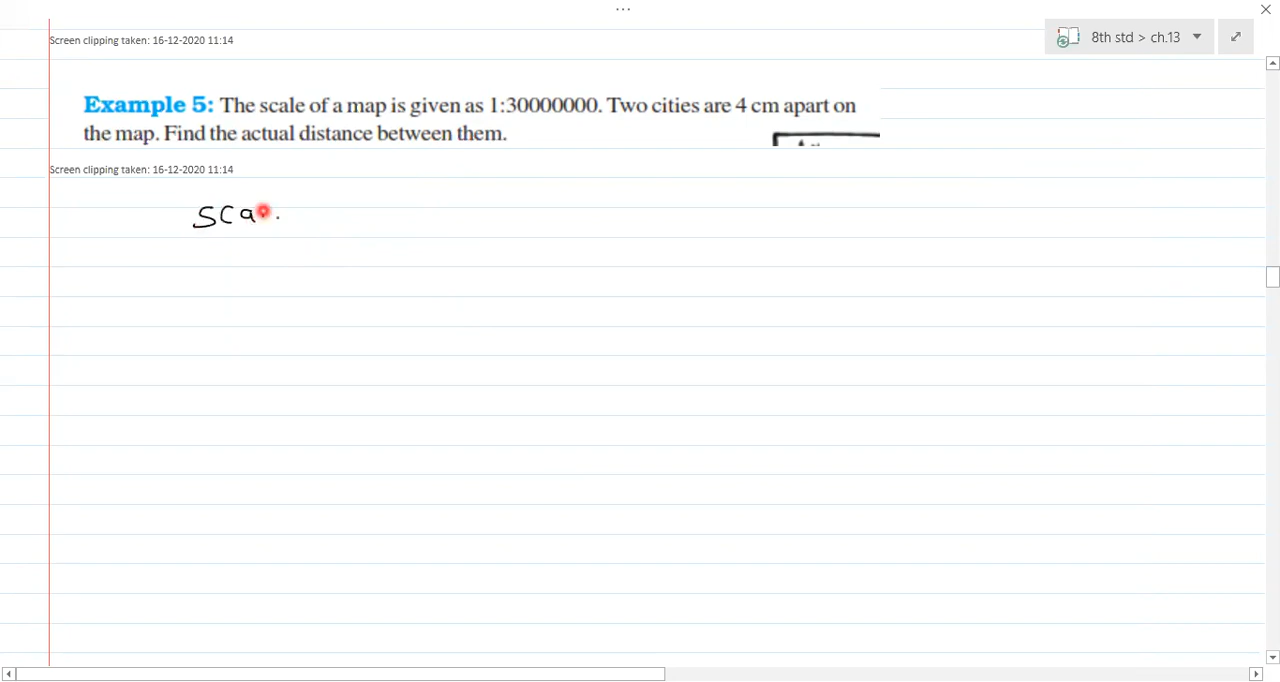 8th std > ch.13
Screen clipping taken: 16-12-2020 11:14
Example 5: The scale of a map is given as 1:30000000. Two cities are 4 cm apart on
the map. Find the actual distance between them.
Screen clipping taken: 16-12-2020 11:14
sca